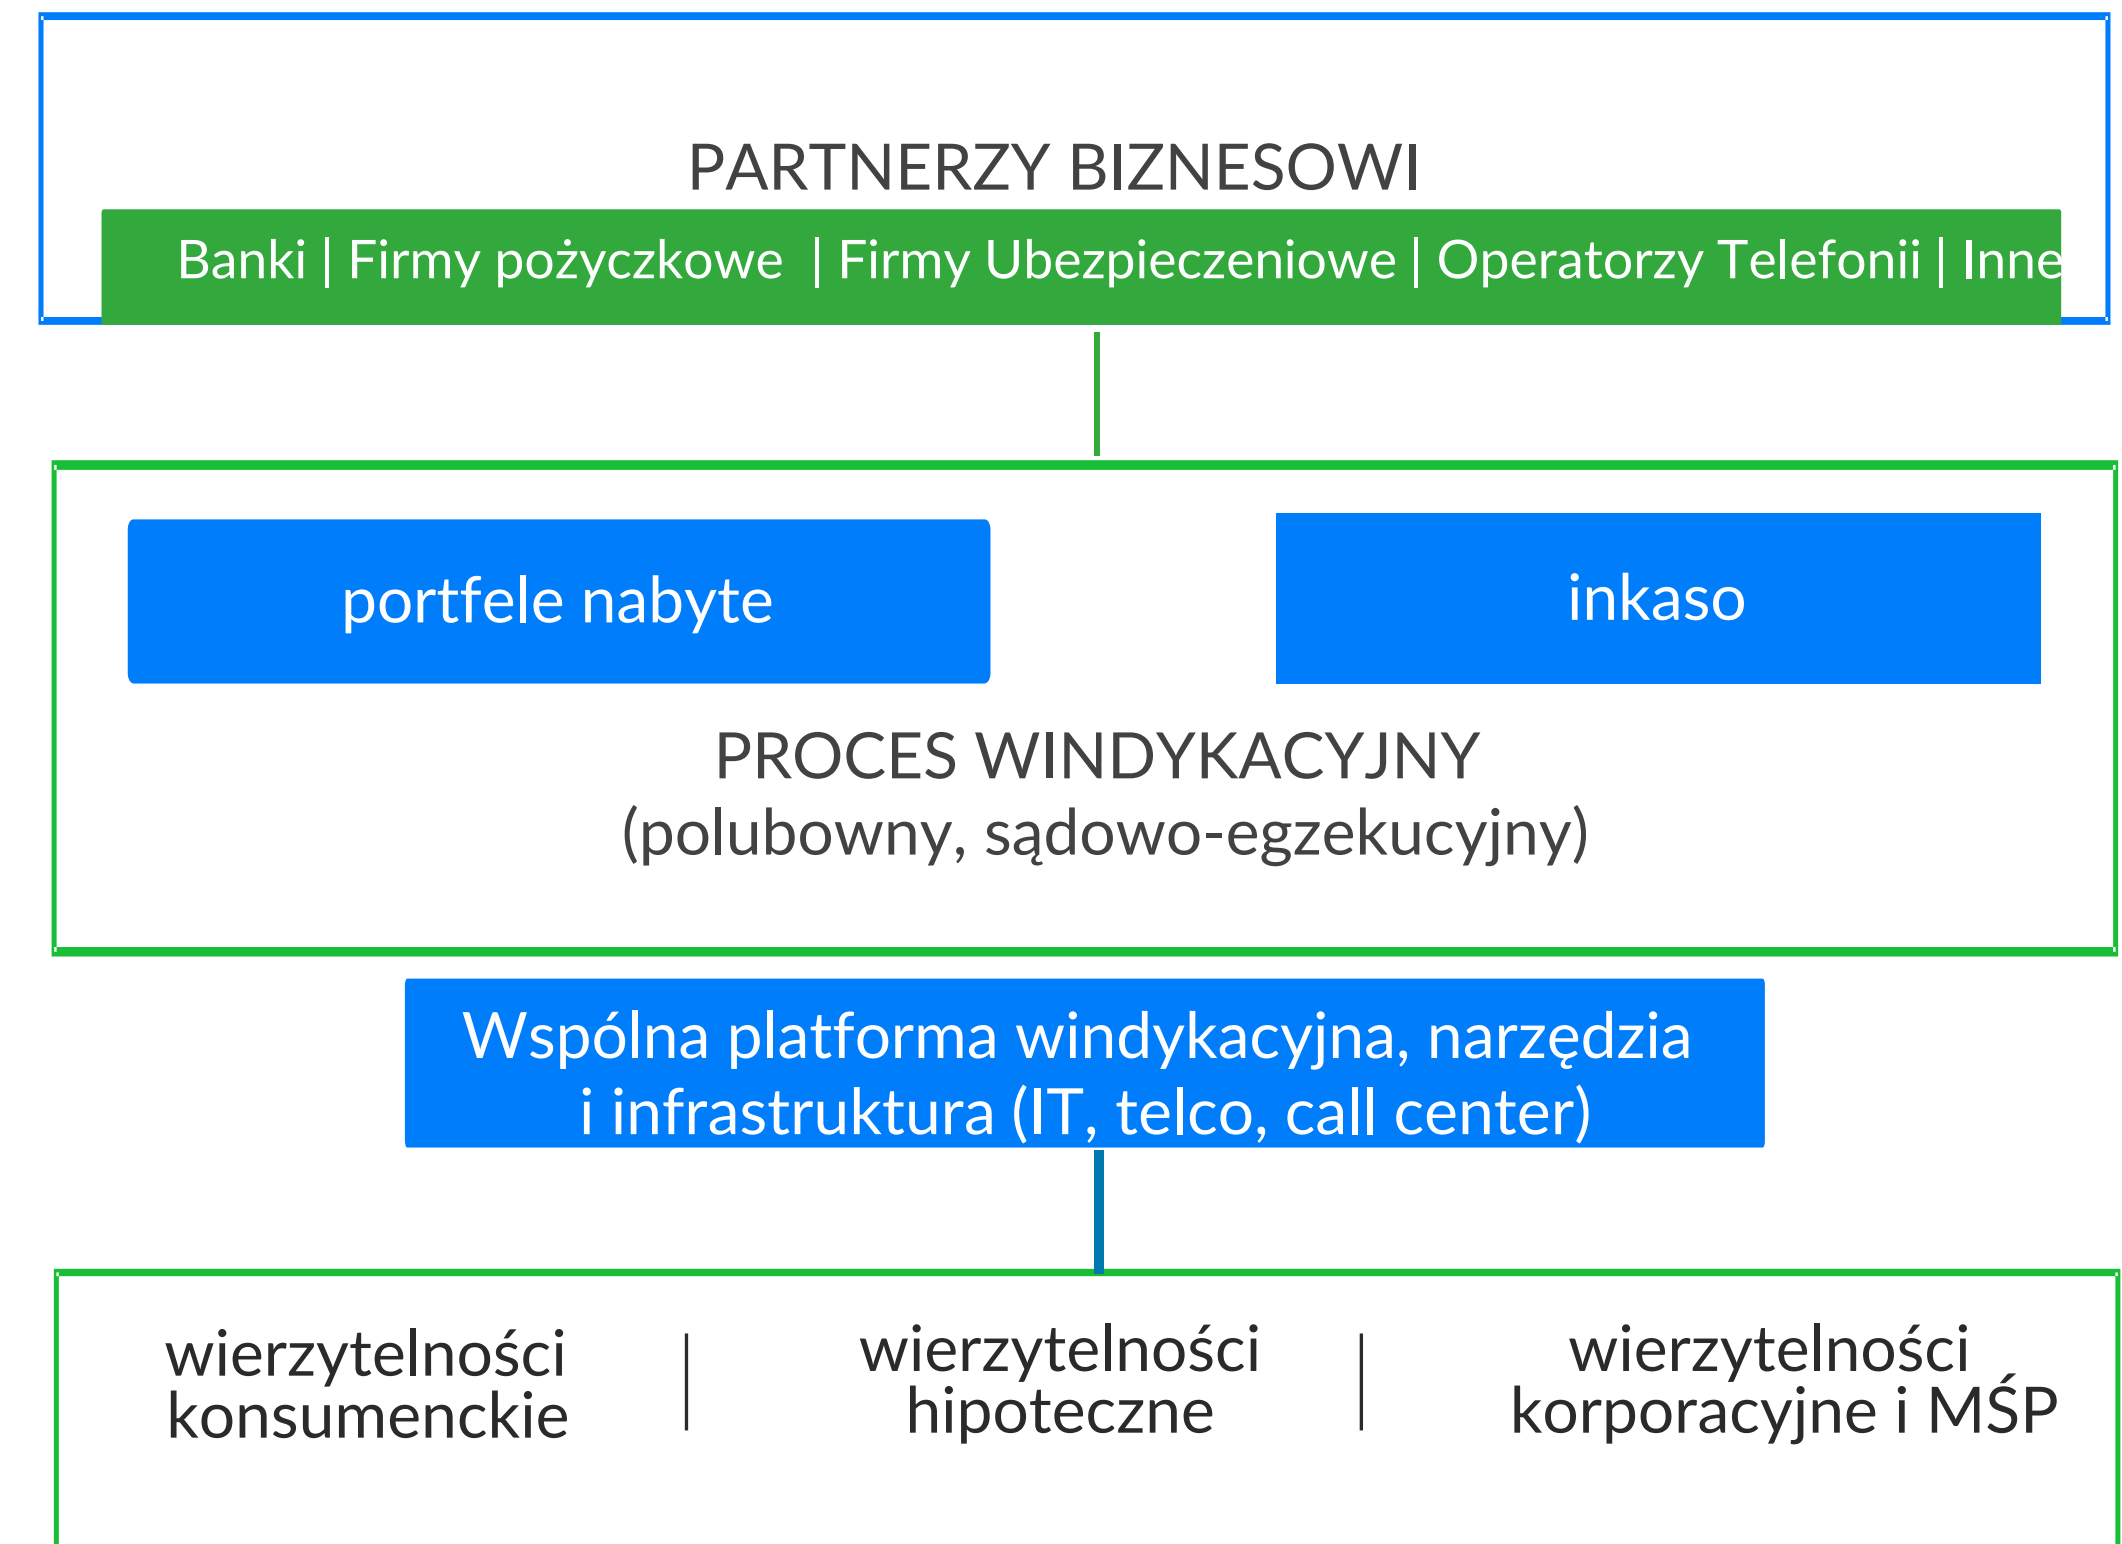 PARTNERZY BIZNESOWI
Banki | Firmy pożyczkowe | Firmy Ubezpieczeniowe | Operatorzy Telefonii | Inne
portfele nabyte
inkaso
PROCES WINDYKACYJNY
(polubowny, sądowo-egzekucyjny)
Wspólna platforma windykacyjna, narzędzia
i infrastruktura (IT, telco, call center)
wierzytelności
konsumenckie
wierzytelności
hipoteczne
wierzytelności
korporacyjne i MŚP